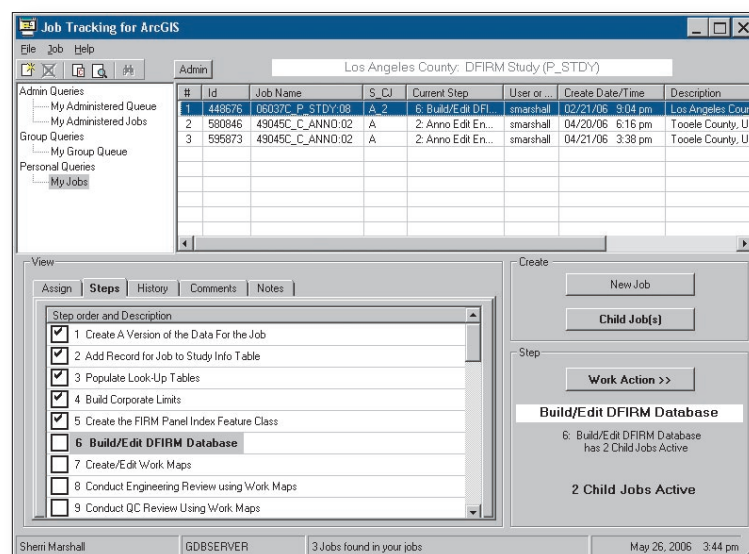 Job Tracking for ArcGIS
File Job Help
Admin
Los Angeles County: DFIRM Study (P_STDY)
Admin Queries
My Administered Queue
My Administered Jobs
Group Queries
My Group Queue
Personal Queries
My Jobs
# Id Job Name S_CJ Current Step User or ... Create Date/Time Description
1 448676 06037C_P_STDY:08 A_2 6: Build/Edit DFI... smarshall 02/21/06 9:04 pm Los Angeles Cour
2 580846 49045C_C_ANNO:02 A 2: Anno Edit En... smarshall 04/20/06 6:16 pm Tooele County, U
3 595873 49045C_C_ANNO:02 A 2: Anno Edit En... smarshall 04/21/06 3:38 pm Tooele County, U
View
Assign Steps History Comments Notes
Step order and Description
1 Create A Version of the Data For the Job
2 Add Record for Job to Study Info Table
3 Populate Look-Up Tables
4 Build Corporate Limits
5 Create the FIRM Panel Index Feature Class
6 Build/Edit DFIRM Database
7 Create/Edit Work Maps
8 Conduct Engineering Review using Work Maps
9 Conduct QC Review Using Work Maps
Create
New Job
Child Job(s)
Step
Work Action >>
Build/Edit DFIRM Database
6: Build/Edit DFIRM Database
has 2 Child Jobs Active
2 Child Jobs Active
Sherri Marshall GDBSERVER 3 Jobs found in your jobs May 26, 2006 3:44 pm